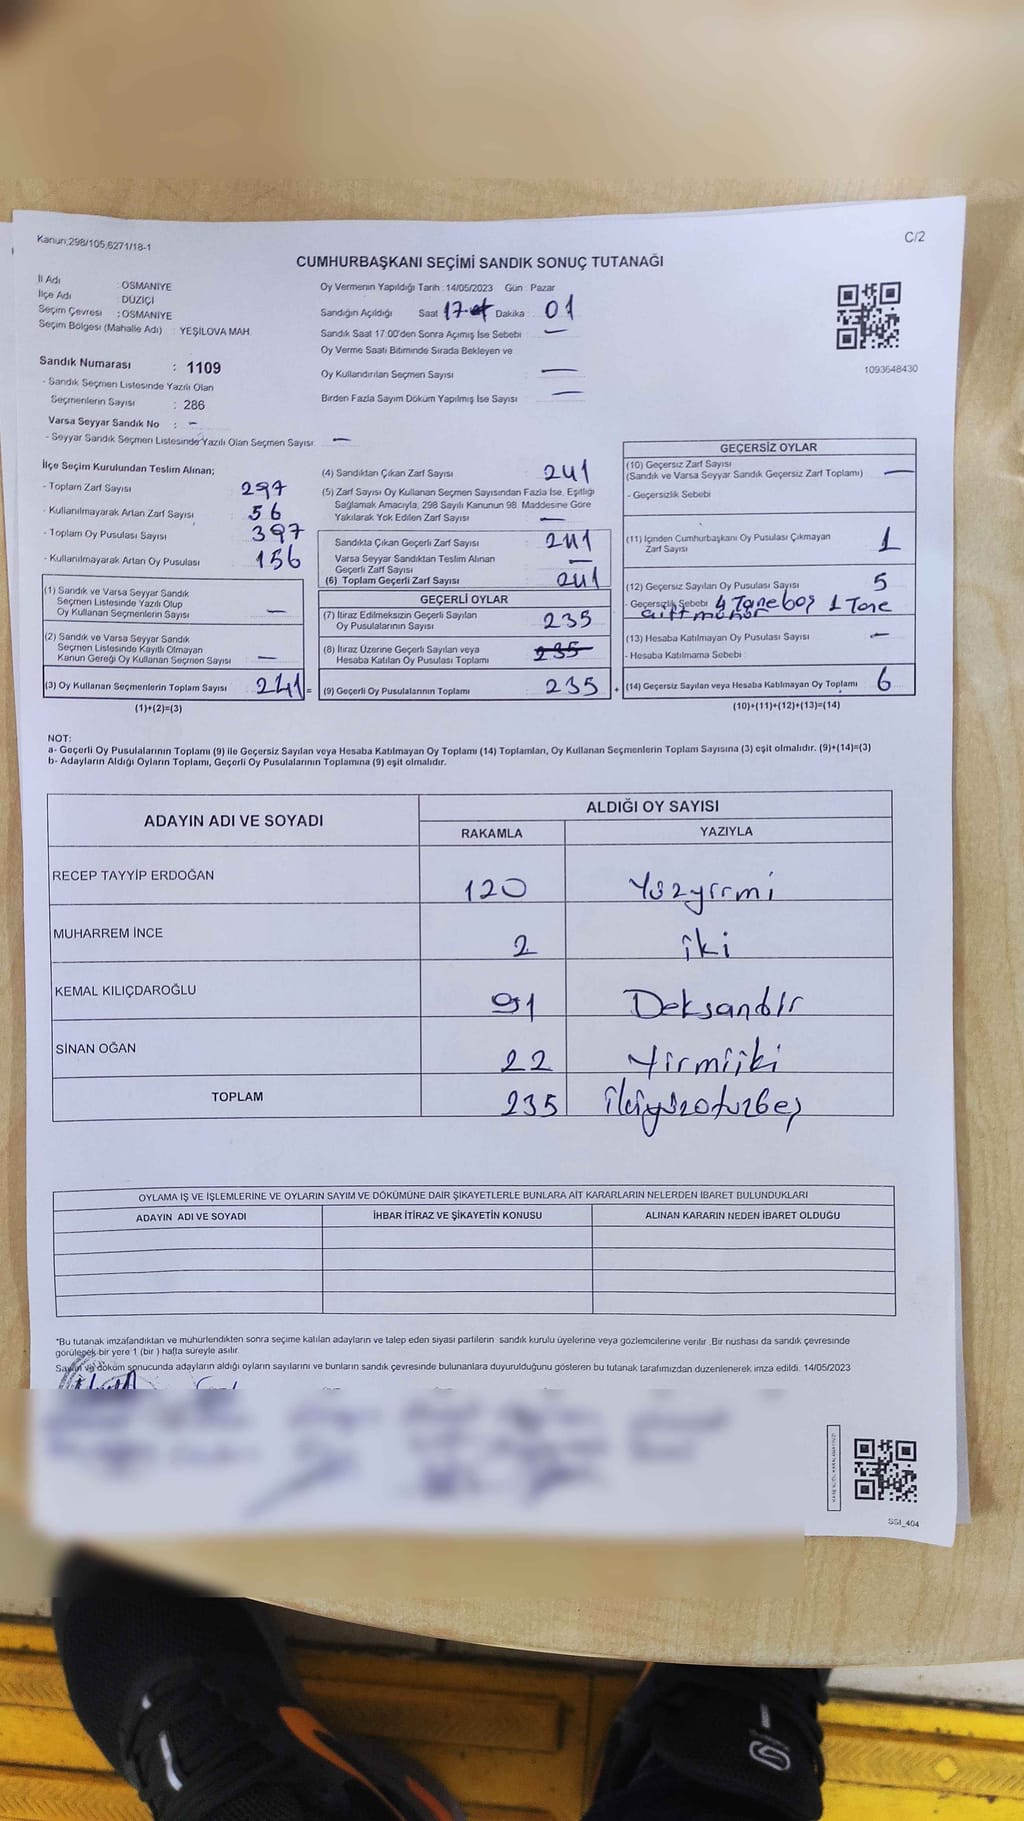 Kanun;298/105,6271/18-1
C/2
CUMHURBAŞKANI SEÇİMİ SANDIK SONUÇ TUTANAĞI
İl Adı : OSMANİYE
İlçe Adı : DÜZİÇİ
Seçim Çevresi : OSMANİYE
Seçim Bölgesi (Mahalle Adı) : YEŞİLOVA MAH.
Oy Vermenin Yapıldığı Tarih : 14/05/2023 Gün : Pazar
Sandığın Açıldığı Saat 17 Dakika : 01
Sandık Saat 17.00'den Sonra Açımış İse Sebebi : —
Oy Verme Saati Bitiminde Sırada Bekleyen ve
Oy Kullandırılan Seçmen Sayısı —
Birden Fazla Sayım Döküm Yapılmış İse Sayısı —
1093648430
Sandık Numarası : 1109
- Sandık Seçmen Listesinde Yazılı Olan
Seçmenlerin Sayısı : 286
Varsa Seyyar Sandık No : –
- Seyyar Sandık Seçmen Listesinde Yazılı Olan Seçmen Sayısı: —
İlçe Seçim Kurulundan Teslim Alınan;
- Toplam Zarf Sayısı 297
- Kullanılmayarak Artan Zarf Sayısı 56
- Toplam Oy Pusulası Sayısı 397
- Kullanılmayarak Artan Oy Pusulası 156
(1) Sandık ve Varsa Seyyar Sandık
Seçmen Listesinde Yazılı Olup
Oy Kullanan Seçmenlerin Sayısı —
(2) Sandık ve Varsa Seyyar Sandık
Seçmen Listesinde Kayıtlı Olmayan
Kanun Gereği Oy Kullanan Seçmen Sayısı —
(3) Oy Kullanan Seçmenlerin Toplam Sayısı 241 =
(1)+(2)=(3)
(4) Sandıktan Çıkan Zarf Sayısı 241
(5) Zarf Sayısı Oy Kullanan Seçmen Sayısından Fazla İse, Eşitliği
Sağlamak Amacıyla, 298 Sayılı Kanunun 98. Maddesine Göre
Yakılarak Yok Edilen Zarf Sayısı —
Sandıkta Çıkan Geçerli Zarf Sayısı 241
Varsa Seyyar Sandıktan Teslim Alınan
Geçerli Zarf Sayısı —
(6) Toplam Geçerli Zarf Sayısı 241
GEÇERLİ OYLAR
(7) İtiraz Edilmeksizin Geçerli Sayılan
Oy Pusulalarının Sayısı 235
(8) İtiraz Üzerine Geçerli Sayılan veya
Hesaba Katılan Oy Pusulası Toplamı 235
(9) Geçerli Oy Pusulalarının Toplamı 235 +
GEÇERSİZ OYLAR
(10) Geçersiz Zarf Sayısı
(Sandık ve Varsa Seyyar Sandık Geçersiz Zarf Toplamı) —
- Geçersizlik Sebebi
(11) İçinden Cumhurbaşkanı Oy Pusulası Çıkmayan
Zarf Sayısı 1
(12) Geçersiz Sayılan Oy Pusulası Sayısı 5
- Geçersizlik Sebebi 4 Tane boş 1 Tane
çift mühür
(13) Hesaba Katılmayan Oy Pusulası Sayısı —
- Hesaba Katılmama Sebebi :
(14) Geçersiz Sayılan veya Hesaba Katılmayan Oy Toplamı 6
(10)+(11)+(12)+(13)=(14)
NOT:
a- Geçerli Oy Pusulalarının Toplamı (9) ile Geçersiz Sayılan veya Hesaba Katılmayan Oy Toplamı (14) Toplamları, Oy Kullanan Seçmenlerin Toplam Sayısına (3) eşit olmalıdır. (9)+(14)=(3)
b- Adayların Aldığı Oyların Toplamı, Geçerli Oy Pusulalarının Toplamına (9) eşit olmalıdır.
ADAYIN ADI VE SOYADI
ALDIĞI OY SAYISI
RAKAMLA YAZIYLA
RECEP TAYYİP ERDOĞAN 120 Yüzyirmi
MUHARREM İNCE 2 iki
KEMAL KILIÇDAROĞLU 91 Doksanbir
SİNAN OĞAN 22 Yirmiiki
TOPLAM 235 ikiyüzotuzbeş
OYLAMA İŞ VE İŞLEMLERİNE VE OYLARIN SAYIM VE DÖKÜMÜNE DAİR ŞİKAYETLERLE BUNLARA AİT KARARLARIN NELERDEN İBARET BULUNDUKLARI
ADAYIN ADI VE SOYADI İHBAR İTİRAZ VE ŞİKAYETİN KONUSU ALINAN KARARIN NEDEN İBARET OLDUĞU
*Bu tutanak imzalandıktan ve mühürlendikten sonra seçime katılan adayların ve talep eden siyasi partilerin sandık kurulu üyelerine veya gözlemcilerine verilir. Bir nüshası da sandık çevresinde
görülecek bir yere 1 (bir ) hafta süreyle asılır.
Sayım ve döküm sonucunda adayların aldığı oyların sayılarını ve bunların sandık çevresinde bulunanlara duyurulduğunu gösteren bu tutanak tarafımızdan düzenlenerek imza edildi. 14/05/2023
SSI_404